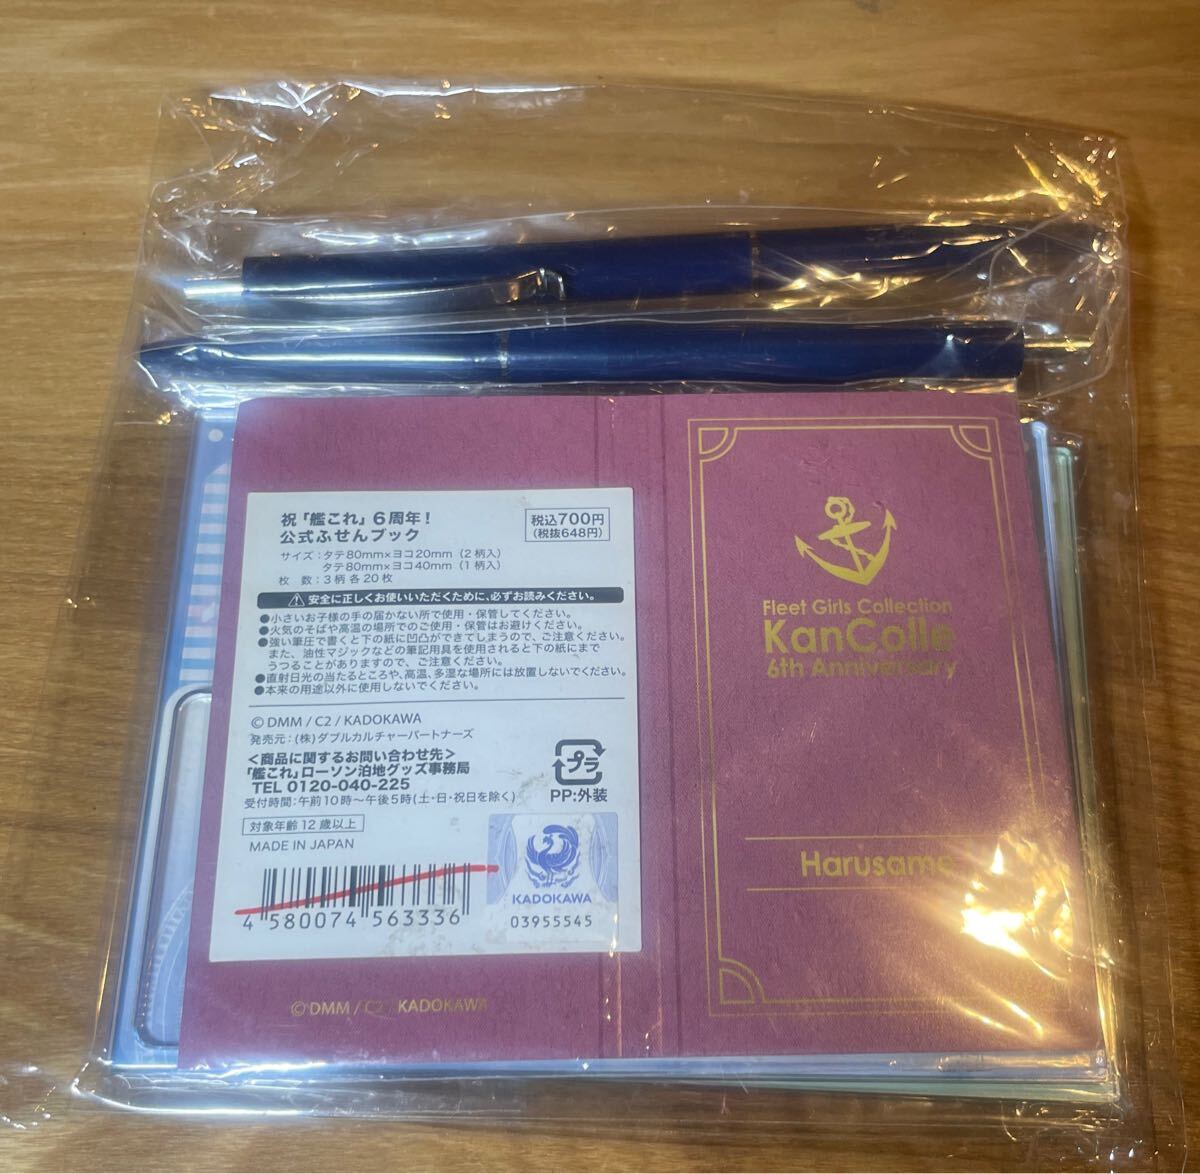 祝「艦これ」6周年!
公式ふせんブック
税込700円
(税抜648円)
サイズ:タテ80mm×ヨコ20mm(2柄入)
タテ80mm×ヨコ40mm(1柄入)
枚 数:3柄 各20枚
安全に正しくお使いいただくために、必ずお読みください。
●小さいお子様の手の届かない所で使用・保管してください。
●火気のそばや高温の場所でのご使用・保管はお避けください。
●強い筆圧で書くと下の紙に凹凸ができてしまうので、ご注意ください。
また、油性マジックなどの筆記用具を使用されると下の紙にまで
うつることがありますので、ご注意ください。
●直射日光の当たるところや、高温、多湿な場所には放置しないでください。
●本来の用途以外に使用しないでください。
©DMM / C2 / KADOKAWA
発売元:(株)ダブルカルチャーパートナーズ
<商品に関するお問い合わせ先>
「艦これ」ローソン泊地グッズ事務局
TEL 0120-040-225
受付時間:午前10時~午後5時(土・日・祝日を除く)
プラ
PP:外装
対象年齢12歳以上
MADE IN JAPAN
4 580074 563336
KADOKAWA
03955545
©DMM / C2 / KADOKAWA
Fleet Girls Collection
KanColle
6th Anniversary
Harusame